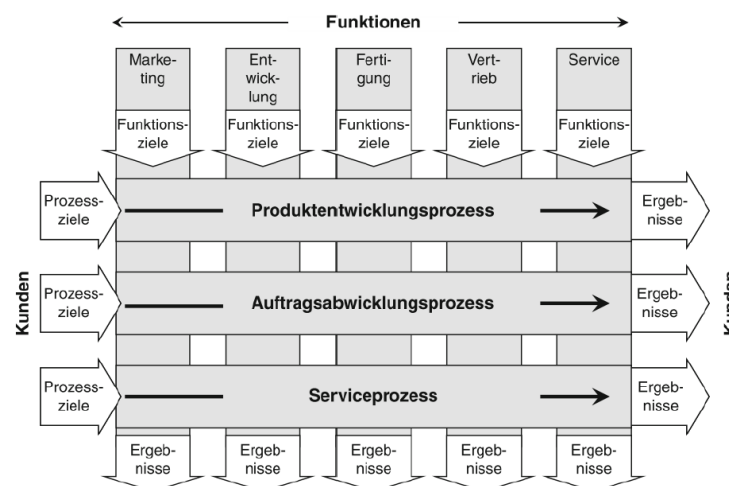 Funktionen
Marke-
ting
Ent-
wick-
lung
Ferti-
gung
Vert-
rieb
Service
Funktions-
ziele
Funktions-
ziele
Funktions-
ziele
Funktions-
ziele
Funktions-
ziele
Kunden
Prozess-
ziele
Produktentwicklungsprozess
Ergeb-
nisse
Prozess-
ziele
Auftragsabwicklungsprozess
Ergeb-
nisse
Prozess-
ziele
Serviceprozess
Ergeb-
nisse
Kunden
Ergeb-
nisse
Ergeb-
nisse
Ergeb-
nisse
Ergeb-
nisse
Ergeb-
nisse